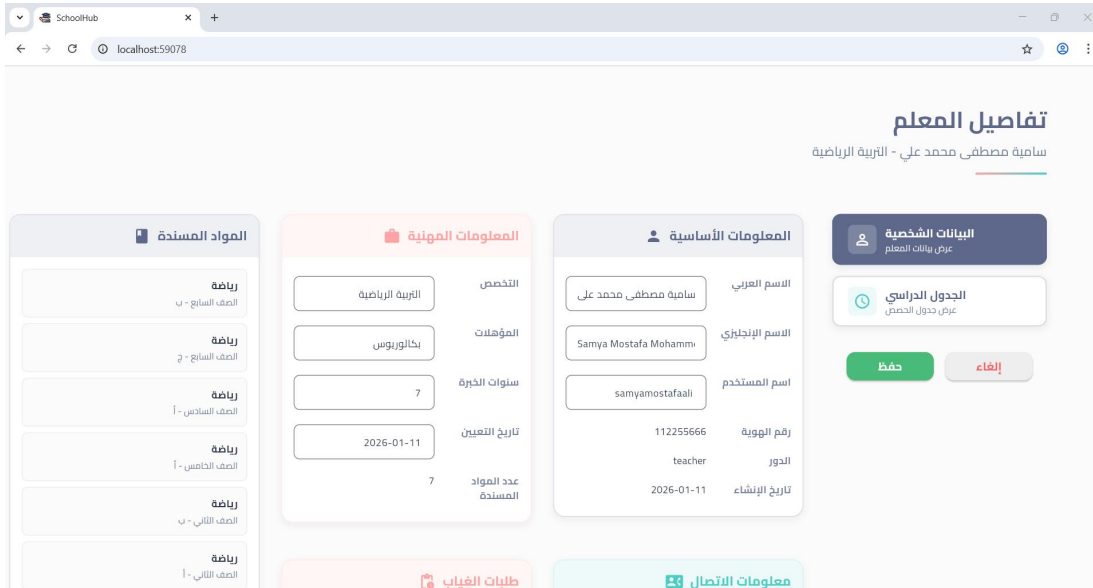 SchoolHub
localhost:59078
تفاصيل المعلم
سامية مصطفى محمد علي - التربية الرياضية
البيانات الشخصية
عرض بيانات المعلم
الجدول الدراسي
عرض جدول الحصص
إلغاء
حفظ
المعلومات الأساسية
الاسم العربي
سامية مصطفى محمد علي
الاسم الإنجليزي
Samya Mostafa Mohamm
اسم المستخدم
samyamostafaali
رقم الهوية
112255666
الدور
teacher
تاريخ الإنشاء
2026-01-11
معلومات الاتصال
المعلومات المهنية
التخصص
التربية الرياضية
المؤهلات
بكالوريوس
سنوات الخبرة
7
تاريخ التعيين
2026-01-11
عدد المواد
المسندة
7
طلبات الغياب
المواد المسندة
رياضة
الصف السابع - ب
رياضة
الصف السابع - ج
رياضة
الصف السادس - أ
رياضة
الصف الخامس - أ
رياضة
الصف الثاني - ب
رياضة
الصف الثاني - أ